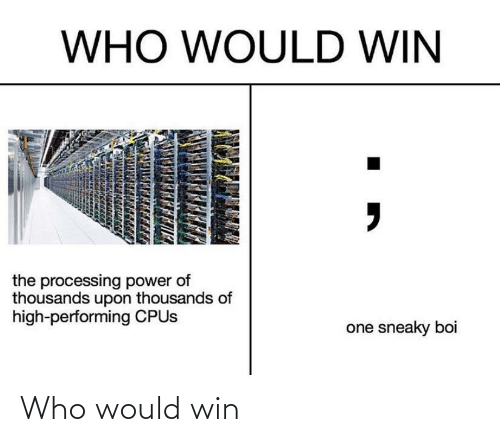 WHO WOULD WIN
the processing power of
thousands upon thousands of
high-performing CPUs
;
one sneaky boi
Who would win